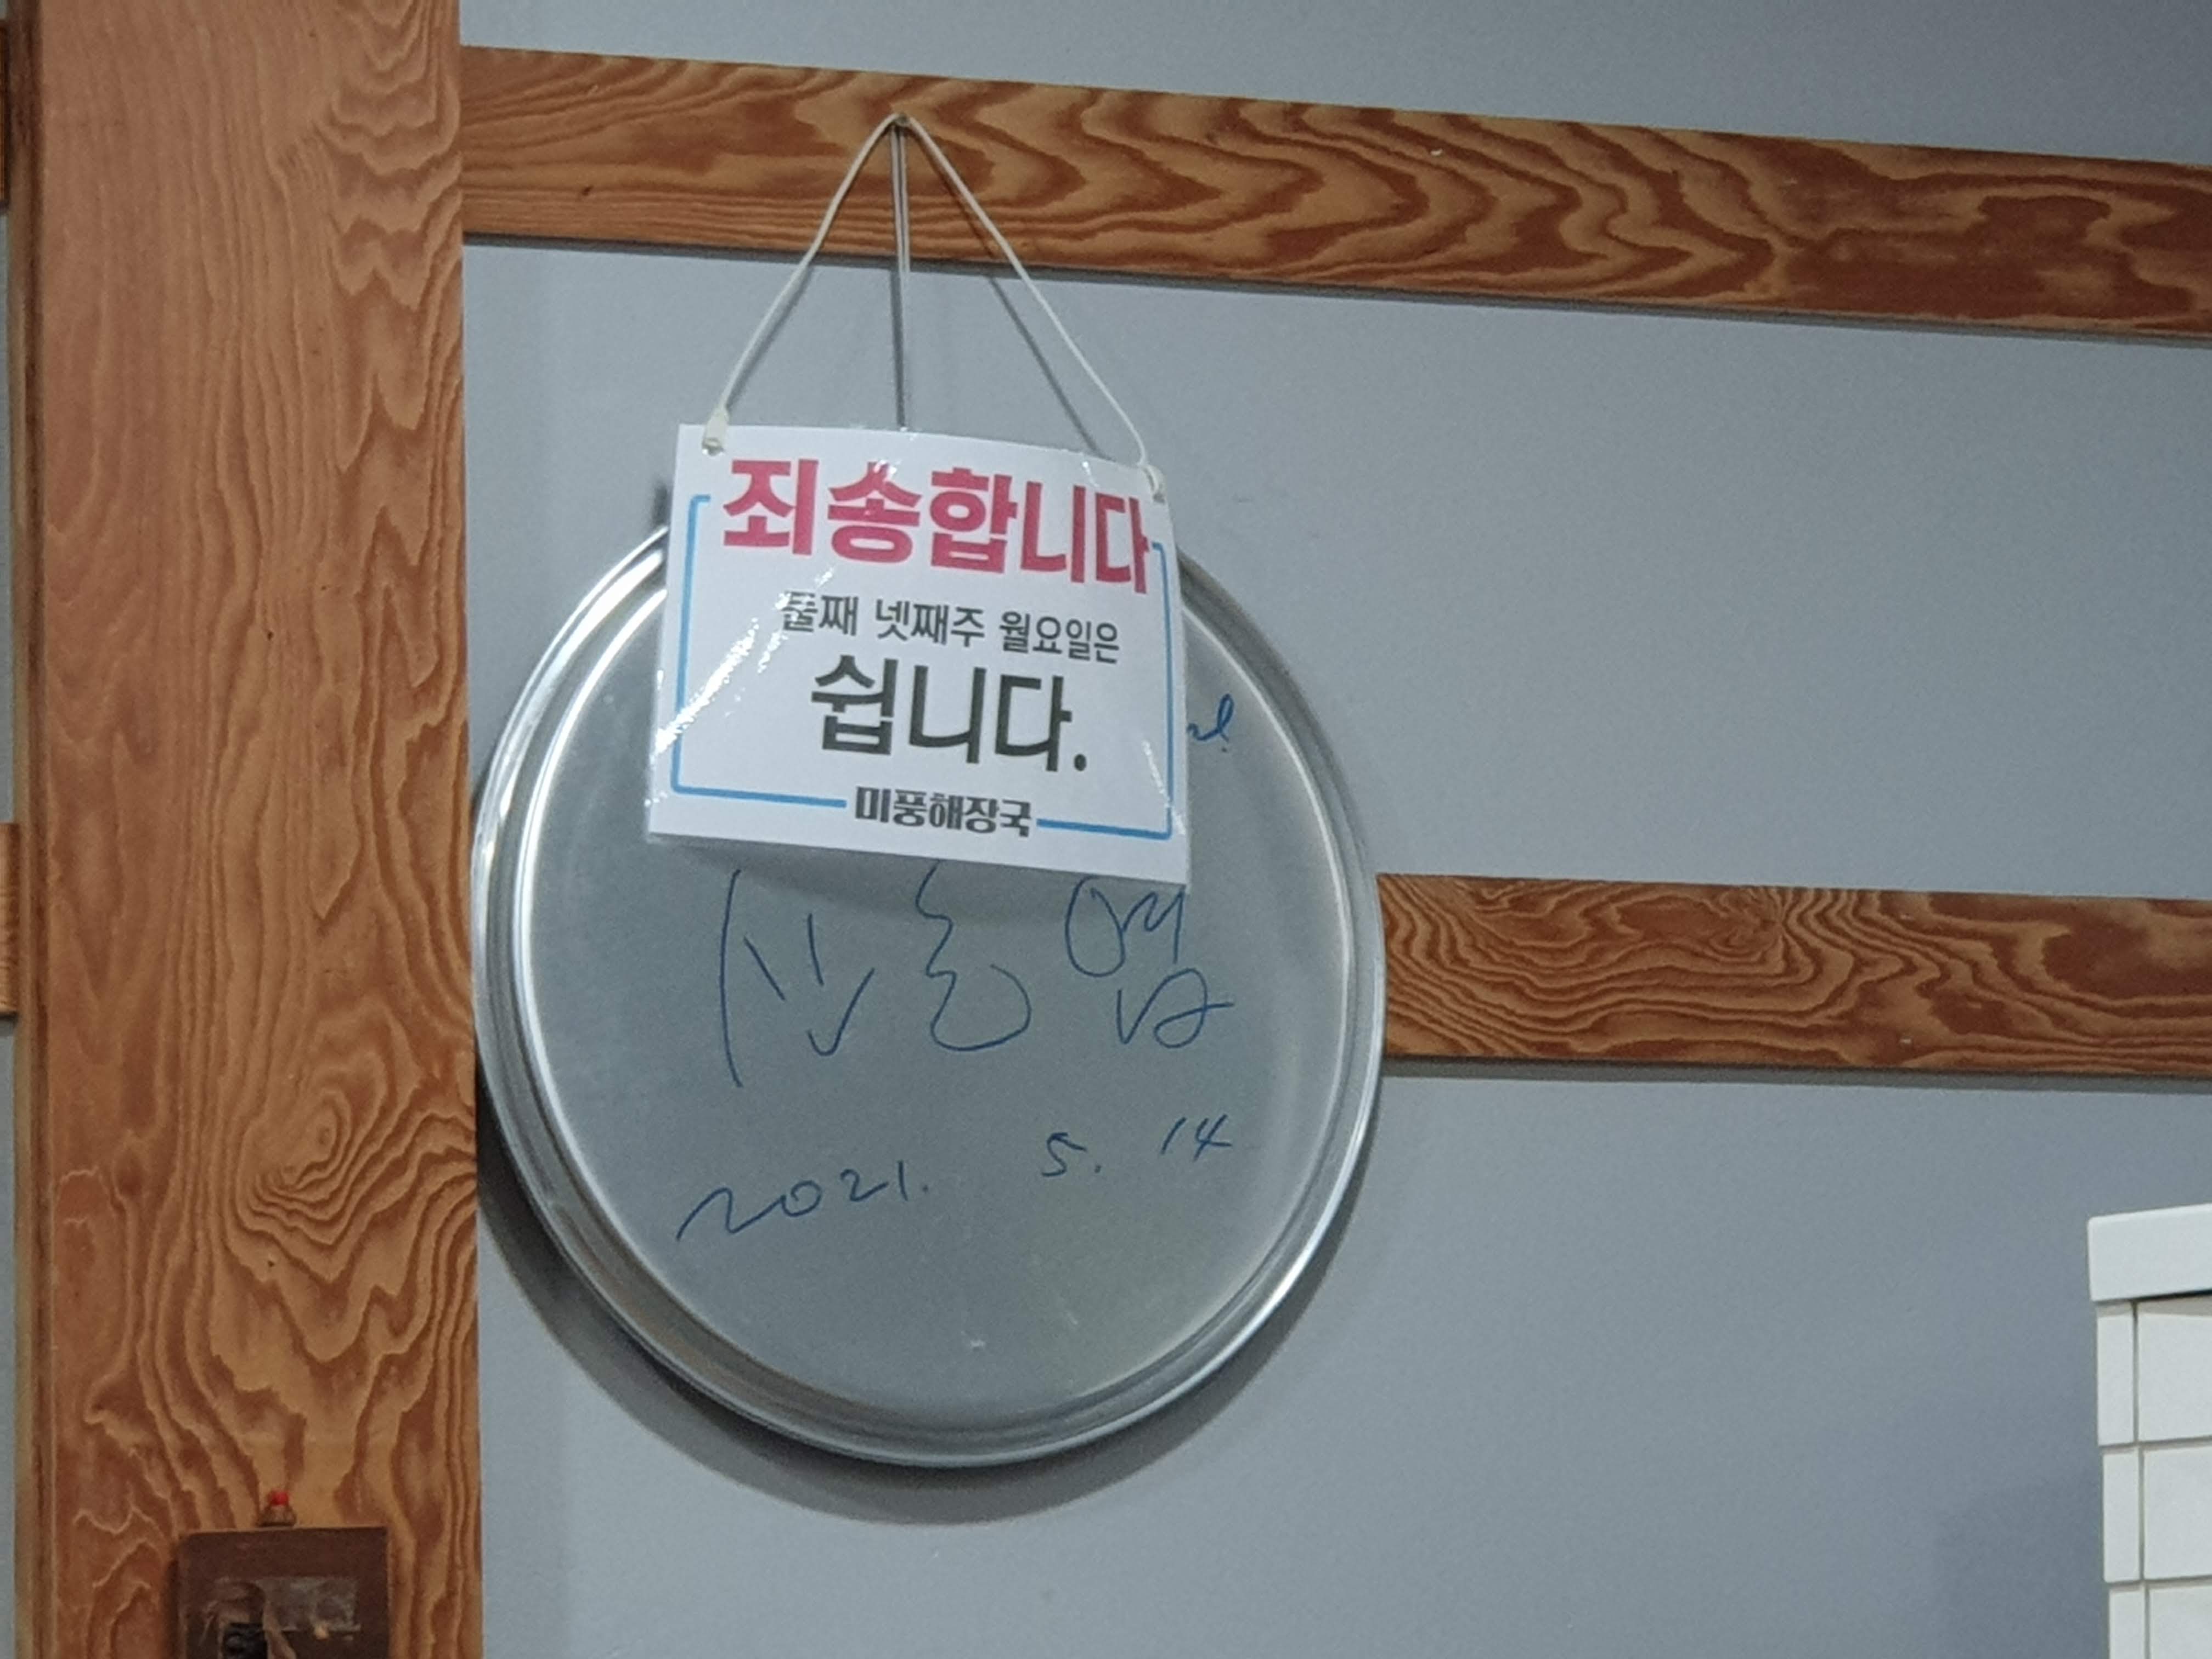 죄송합니다
둘째 넷째주 월요일은
쉽니다.
미풍해장국
2021. 5. 14